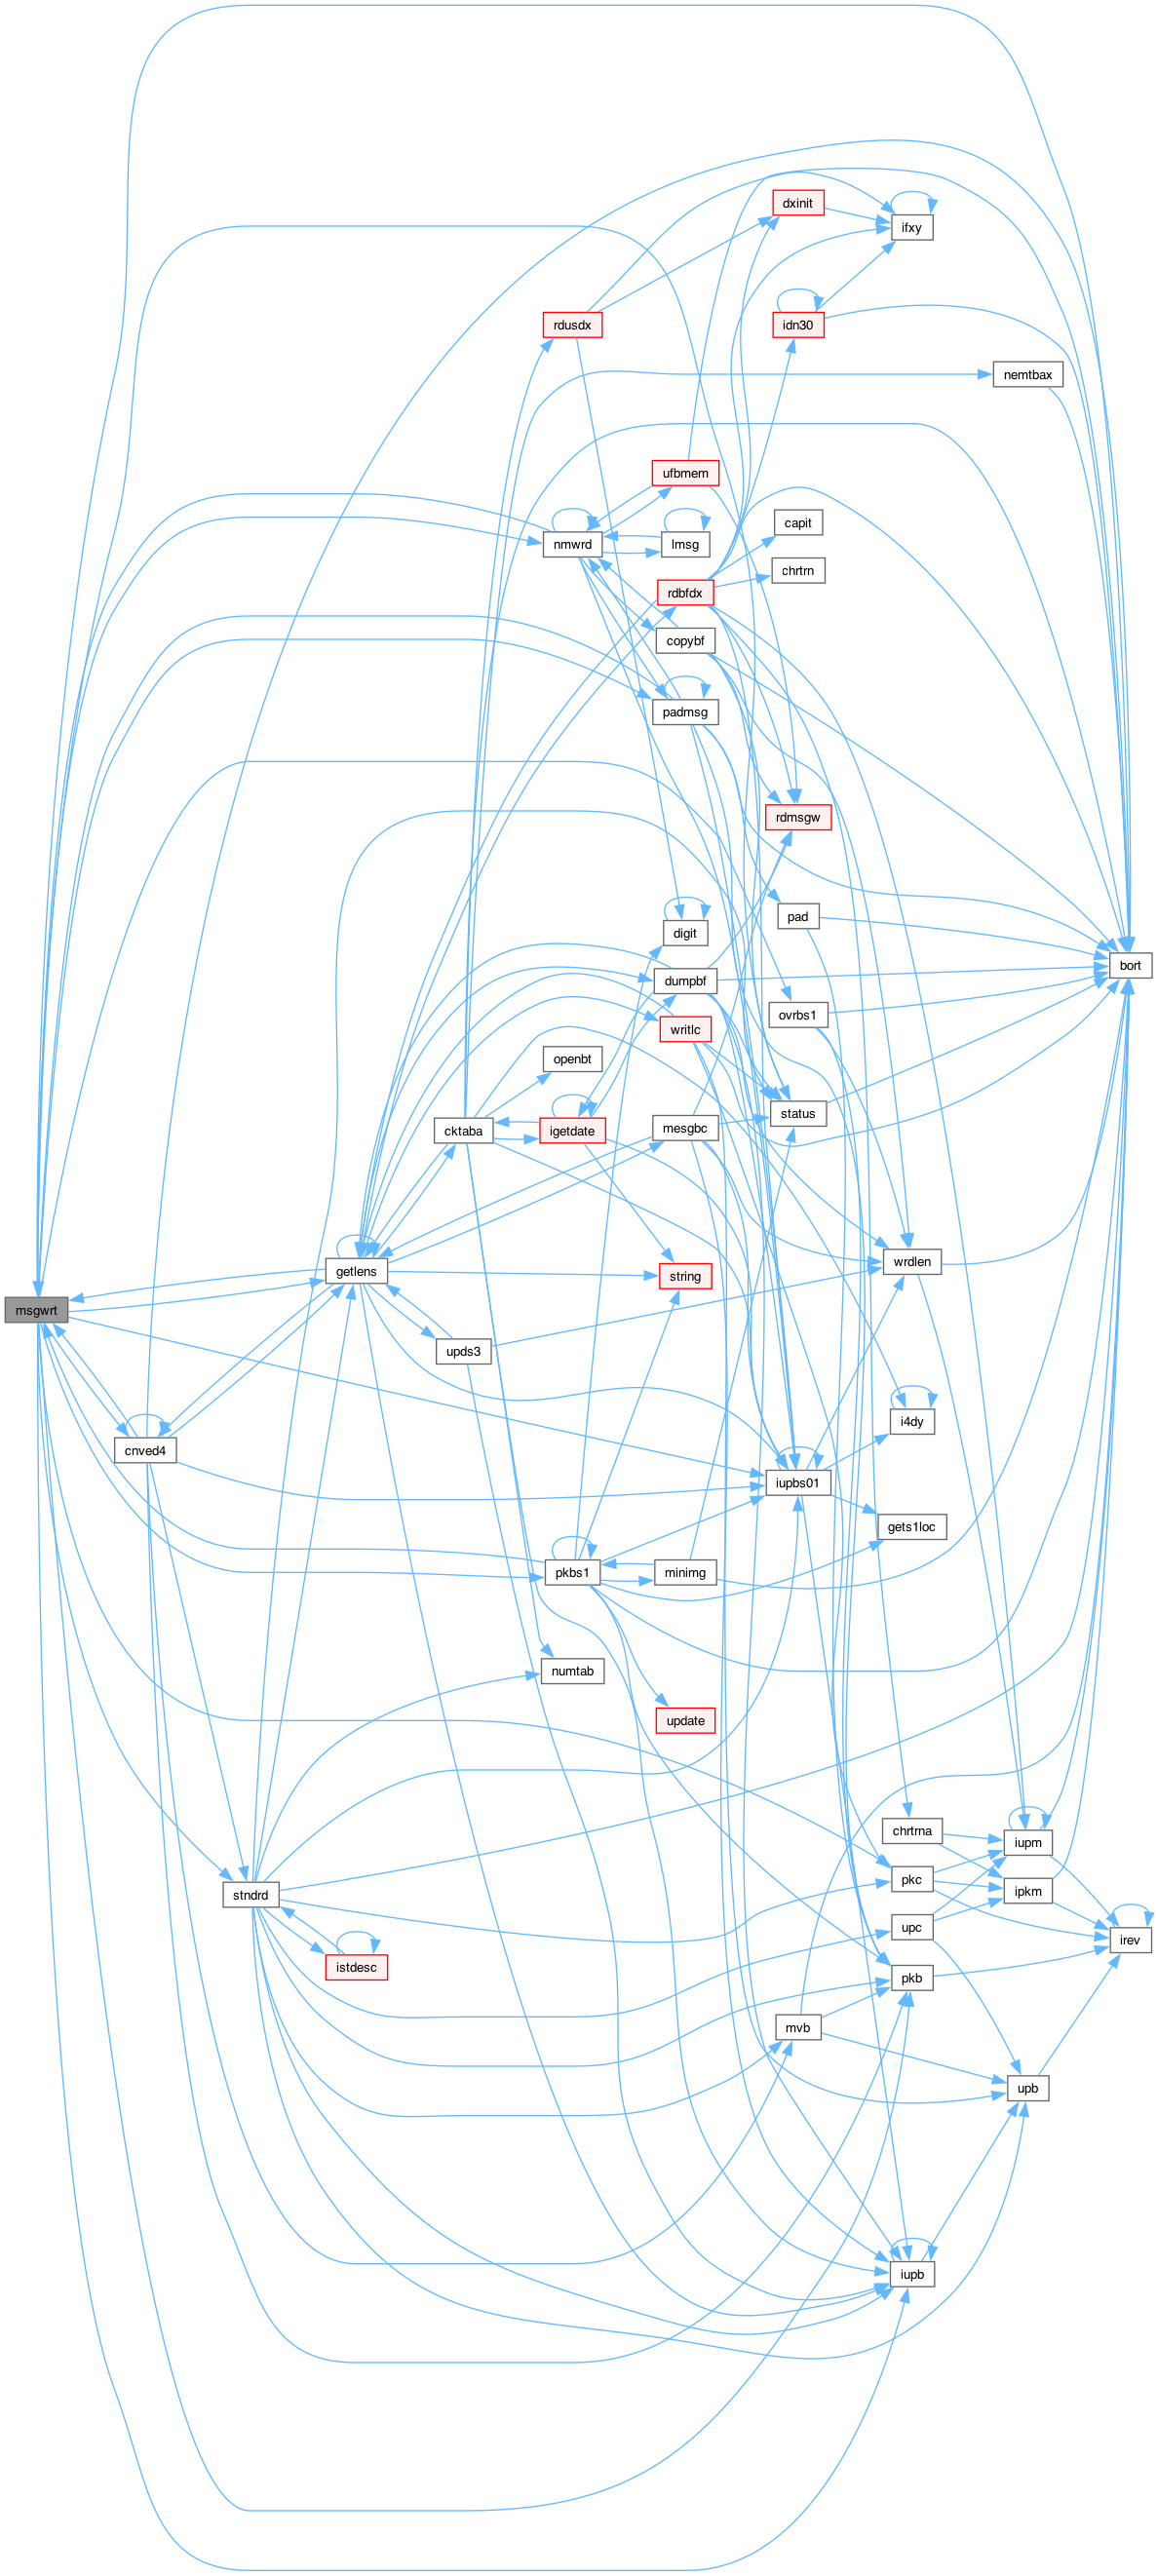 dxinit
ifxy
rdusdx
idn30
nemtbax
ufbmem
capit
nmwrd
lmsg
chrtrn
rdbfdx
copybf
padmsg
rdmsgw
pad
digit
bort
dumpbf
ovrbs1
writlc
openbt
status
cktaba
igetdate
mesgbc
wrdlen
getlens
string
msgwrt
upds3
i4dy
cnved4
iupbs01
gets1loc
pkbs1
minimg
numtab
update
chrtrna
iupm
pkc
ipkm
stndrd
upc
irev
istdesc
pkb
mvb
upb
iupb